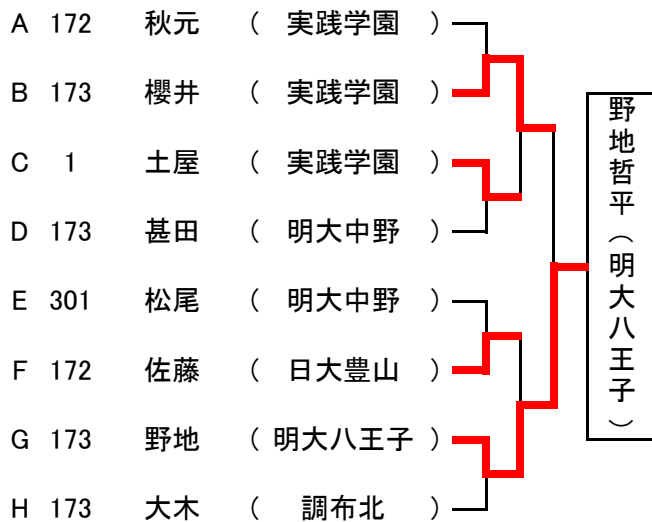 A 172 秋元 ( 実践学園 )
B 173 櫻井 ( 実践学園 )
C 1 土屋 ( 実践学園 )
D 173 甚田 ( 明大中野 )
E 301 松尾 ( 明大中野 )
F 172 佐藤 ( 日大豊山 )
G 173 野地 ( 明大八王子 )
H 173 大木 ( 調布北 )
野地哲平（明大八王子）